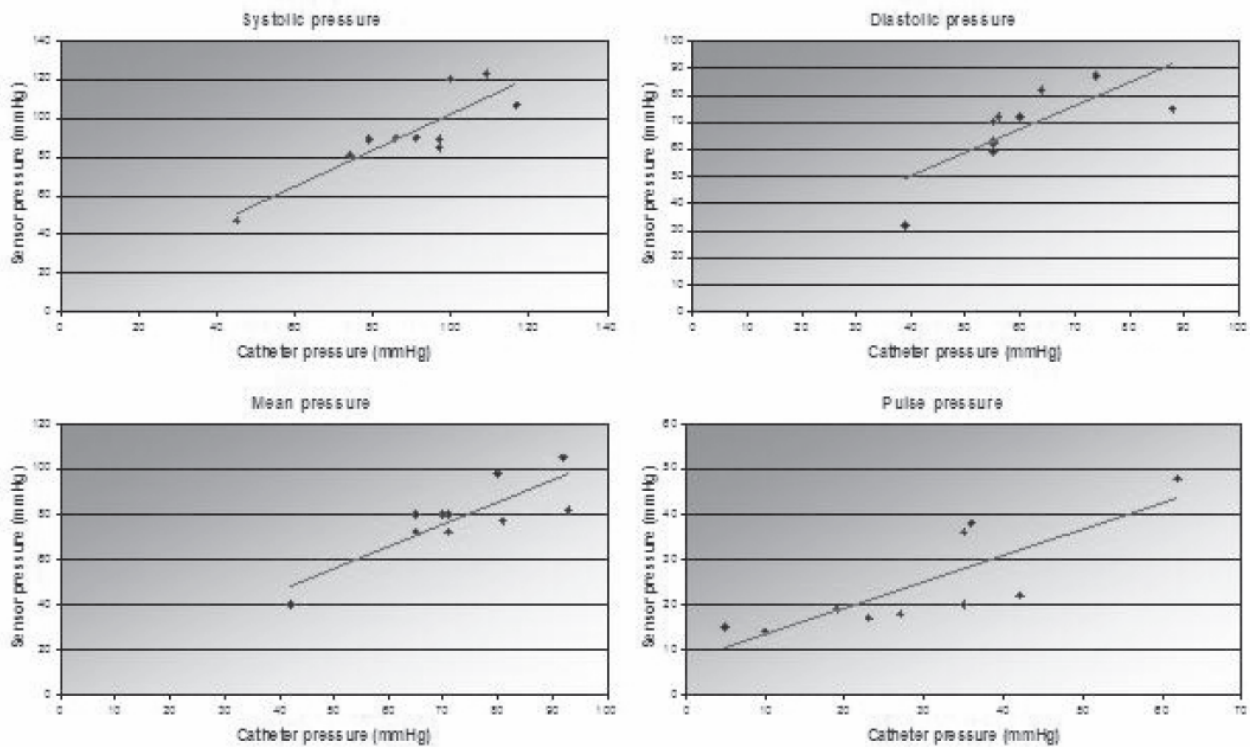 Systolic pressure
Sensor pressure (mmHg)
140
120
100
80
60
40
20
0
0 20 40 60 80 100 120 140
Catheter pressure (mmHg)
Diastolic pressure
Sensor pressure (mmHg)
100
90
80
70
60
50
40
30
20
10
0
0 10 20 30 40 50 60 70 80 90 100
Catheter pressure (mmHg)
Mean pressure
Sensor pressure (mmHg)
120
100
80
60
40
20
0
0 10 20 30 40 50 60 70 80 90 100
Catheter pressure (mmHg)
Pulse pressure
Sensor pressure (mmHg)
60
50
40
30
20
10
0
0 10 20 30 40 50 60 70
Catheter pressure (mmHg)